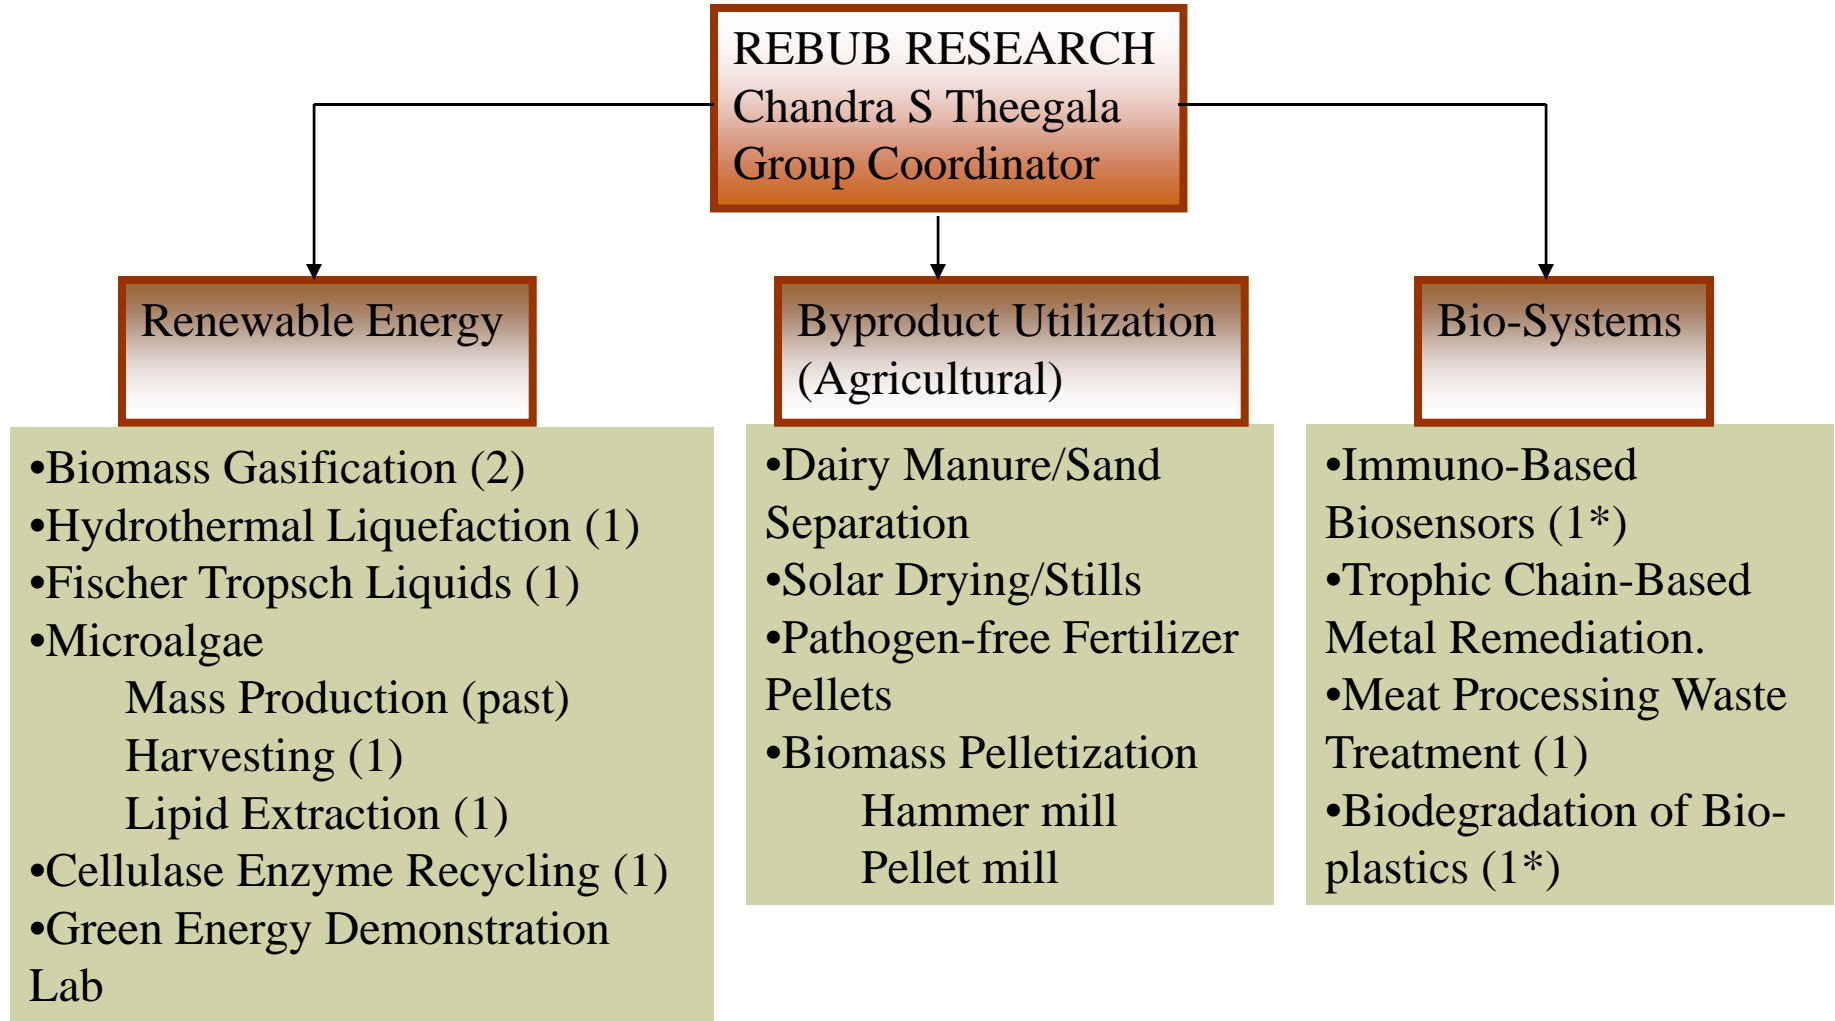 REBUB RESEARCH
Chandra S Theegala
Group Coordinator
Renewable Energy
•Biomass Gasification (2)
•Hydrothermal Liquefaction (1)
•Fischer Tropsch Liquids (1)
•Microalgae
Mass Production (past)
Harvesting (1)
Lipid Extraction (1)
•Cellulase Enzyme Recycling (1)
•Green Energy Demonstration
Lab
Byproduct Utilization
(Agricultural)
•Dairy Manure/Sand
Separation
•Solar Drying/Stills
•Pathogen-free Fertilizer
Pellets
•Biomass Pelletization
Hammer mill
Pellet mill
Bio-Systems
•Immuno-Based
Biosensors (1*)
•Trophic Chain-Based
Metal Remediation.
•Meat Processing Waste
Treatment (1)
•Biodegradation of Bio-
plastics (1*)